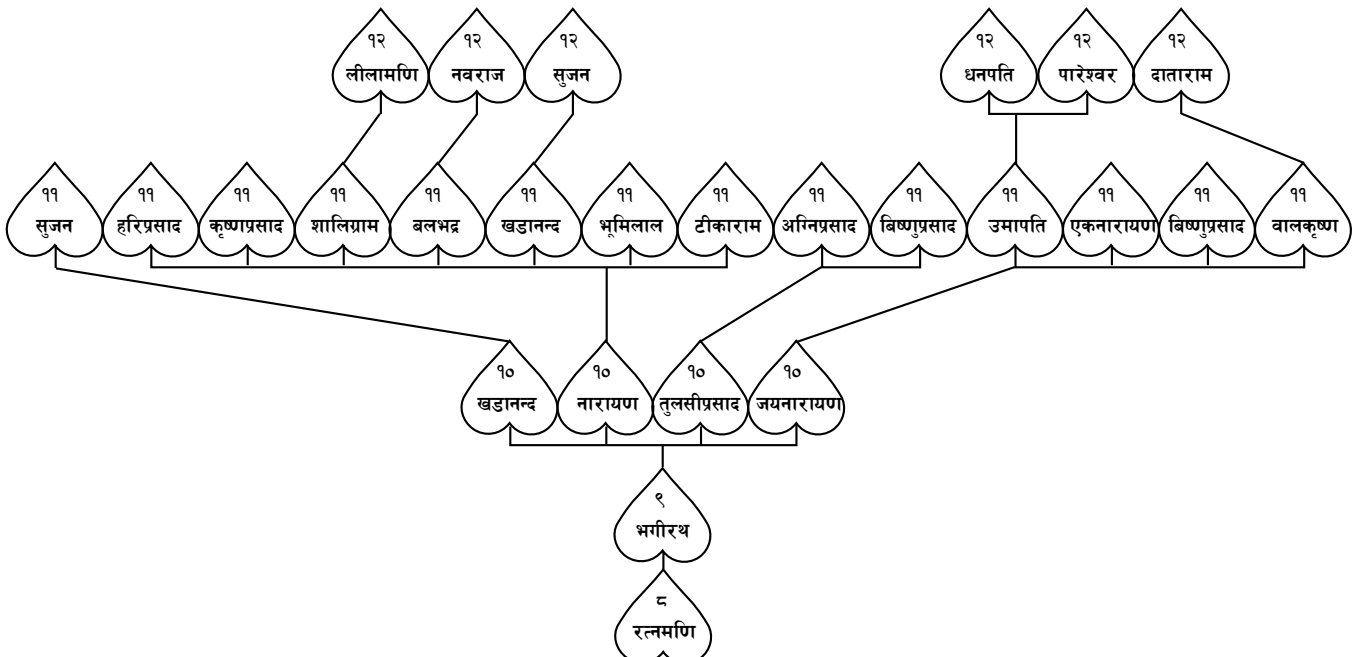 १२ १२ १२ १२ १२ १२
लीलामणि नवराज सुजन धनपति पारेश्वर दाताराम
११ ११ ११ ११ ११ ११ ११ ११ ११ ११ ११ ११ ११ ११
सुजन हरिप्रसाद कृष्णप्रसाद शालिग्राम बलभद्र खडानन्द भूमिलाल टीकाराम अग्निप्रसाद बिष्णुप्रसाद उमापति एकनारायण बिष्णुप्रसाद वालकृष्ण
१० १० १० १०
खडानन्द नारायण तुलसीप्रसाद जयनारायण
९
भगीरथ
८
रत्नमणि